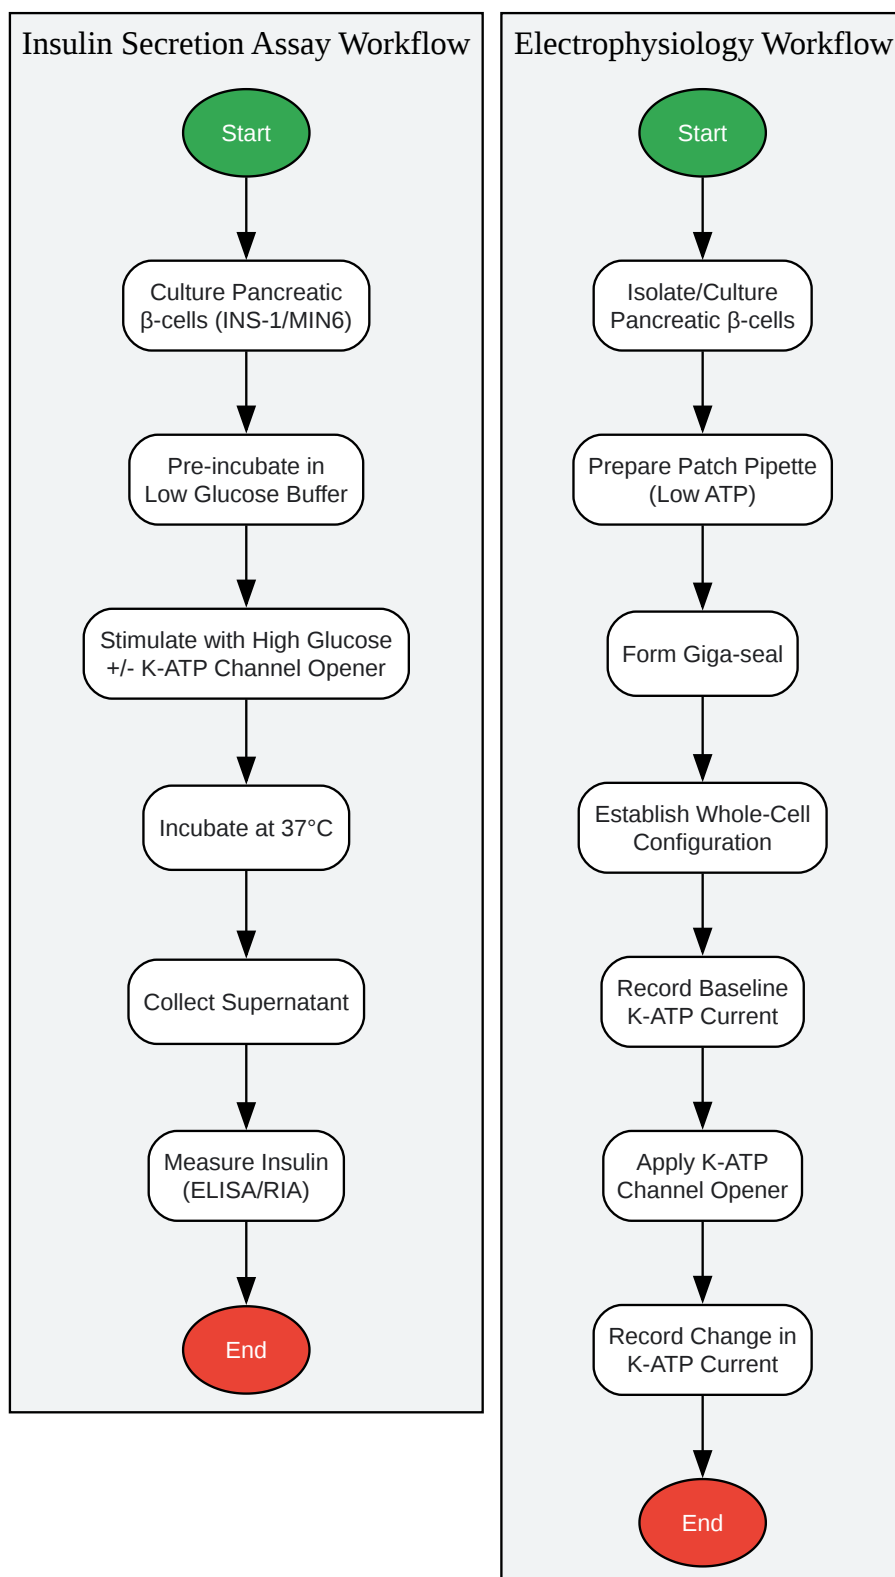 Insulin Secretion Assay Workflow
Start
Culture Pancreatic
β-cells (INS-1/MIN6)
Pre-incubate in
Low Glucose Buffer
Stimulate with High Glucose
+/- K-ATP Channel Opener
Incubate at 37°C
Collect Supernatant
Measure Insulin
(ELISA/RIA)
End
Electrophysiology Workflow
Start
Isolate/Culture
Pancreatic β-cells
Prepare Patch Pipette
(Low ATP)
Form Giga-seal
Establish Whole-Cell
Configuration
Record Baseline
K-ATP Current
Apply K-ATP
Channel Opener
Record Change in
K-ATP Current
End